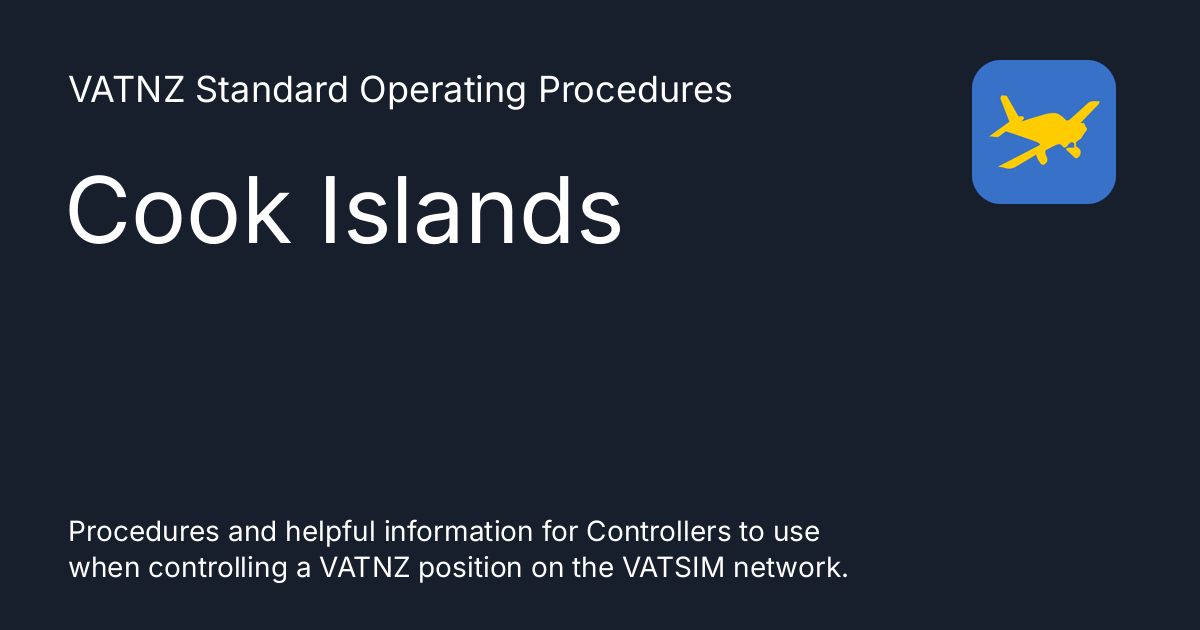 VATNZ Standard Operating Procedures
Cook Islands
Procedures and helpful information for Controllers to use
when controlling a VATNZ position on the VATSIM network.